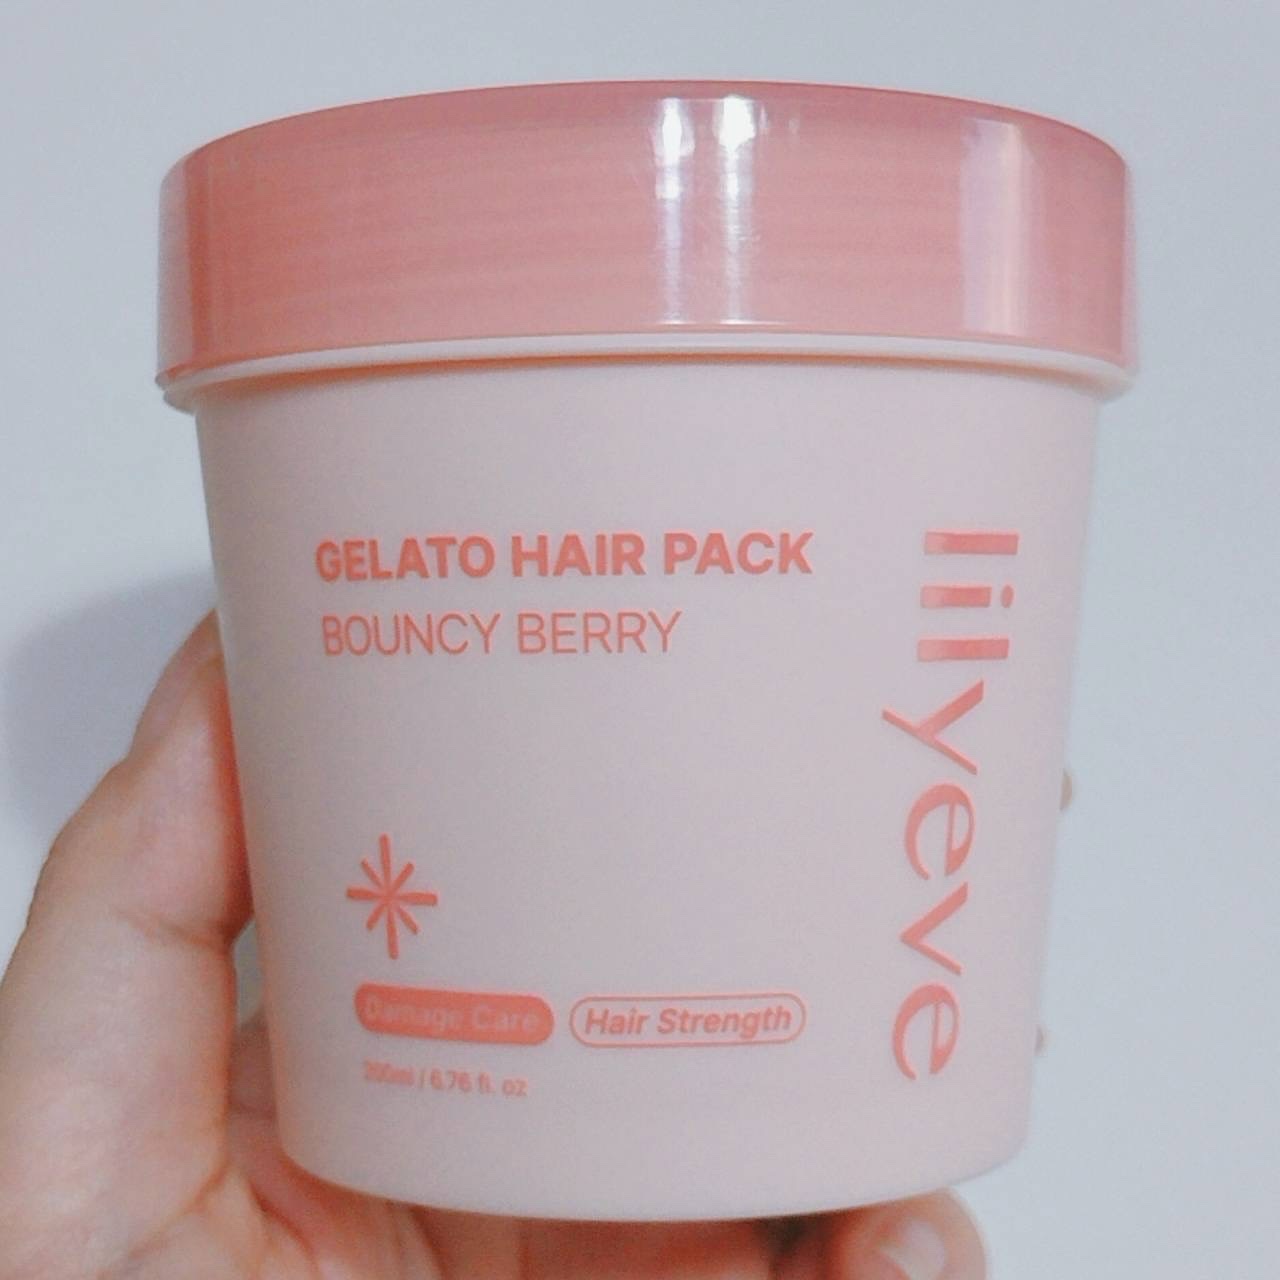 GELATO HAIR PACK
BOUNCY BERRY
lilyeve
Damage Care
Hair Strength
200ml / 6.76 fl. oz